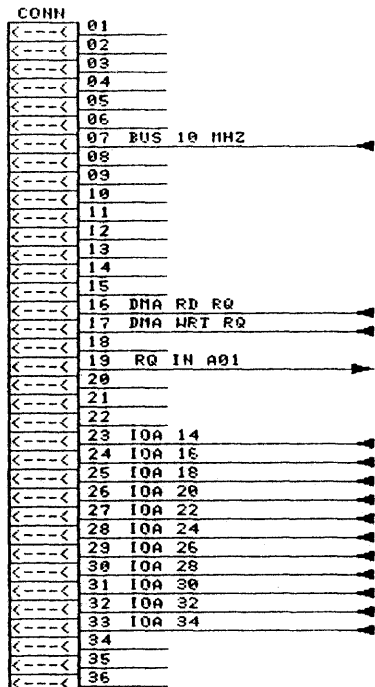 CONN
<---< 01
<---< 02
<---< 03
<---< 04
<---< 05
<---< 06
<---< 07 BUS 10 MHZ
<---< 08
<---< 09
<---< 10
<---< 11
<---< 12
<---< 13
<---< 14
<---< 15
<---< 16 DMA RD RQ
<---< 17 DMA WRT RQ
<---< 18
<---< 19 RQ IN A01
<---< 20
<---< 21
<---< 22
<---< 23 IOA 14
<---< 24 IOA 16
<---< 25 IOA 18
<---< 26 IOA 20
<---< 27 IOA 22
<---< 28 IOA 24
<---< 29 IOA 26
<---< 30 IOA 28
<---< 31 IOA 30
<---< 32 IOA 32
<---< 33 IOA 34
<---< 34
<---< 35
<---< 36